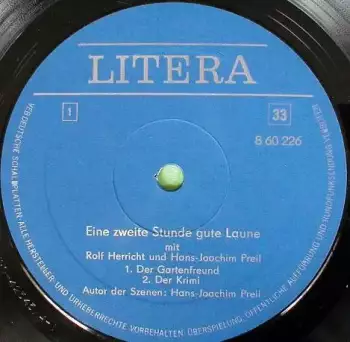 LITERA
1
33
8 60 226
Eine zweite Stunde gute Laune
mit
Rolf Herricht und Hans-Joachim Preil
1. Der Gartenfreund
2. Der Krimi
Autor der Szenen: Hans-Joachim Preil
VEB DEUTSCHE SCHALLPLATTEN · ALLE HERSTELLER- UND URHEBERRECHTE VORBEHALTEN · ÜBERSPIELUNG, ÖFFENTLICHE AUFFÜHRUNG UND RUNDFUNKSENDUNG